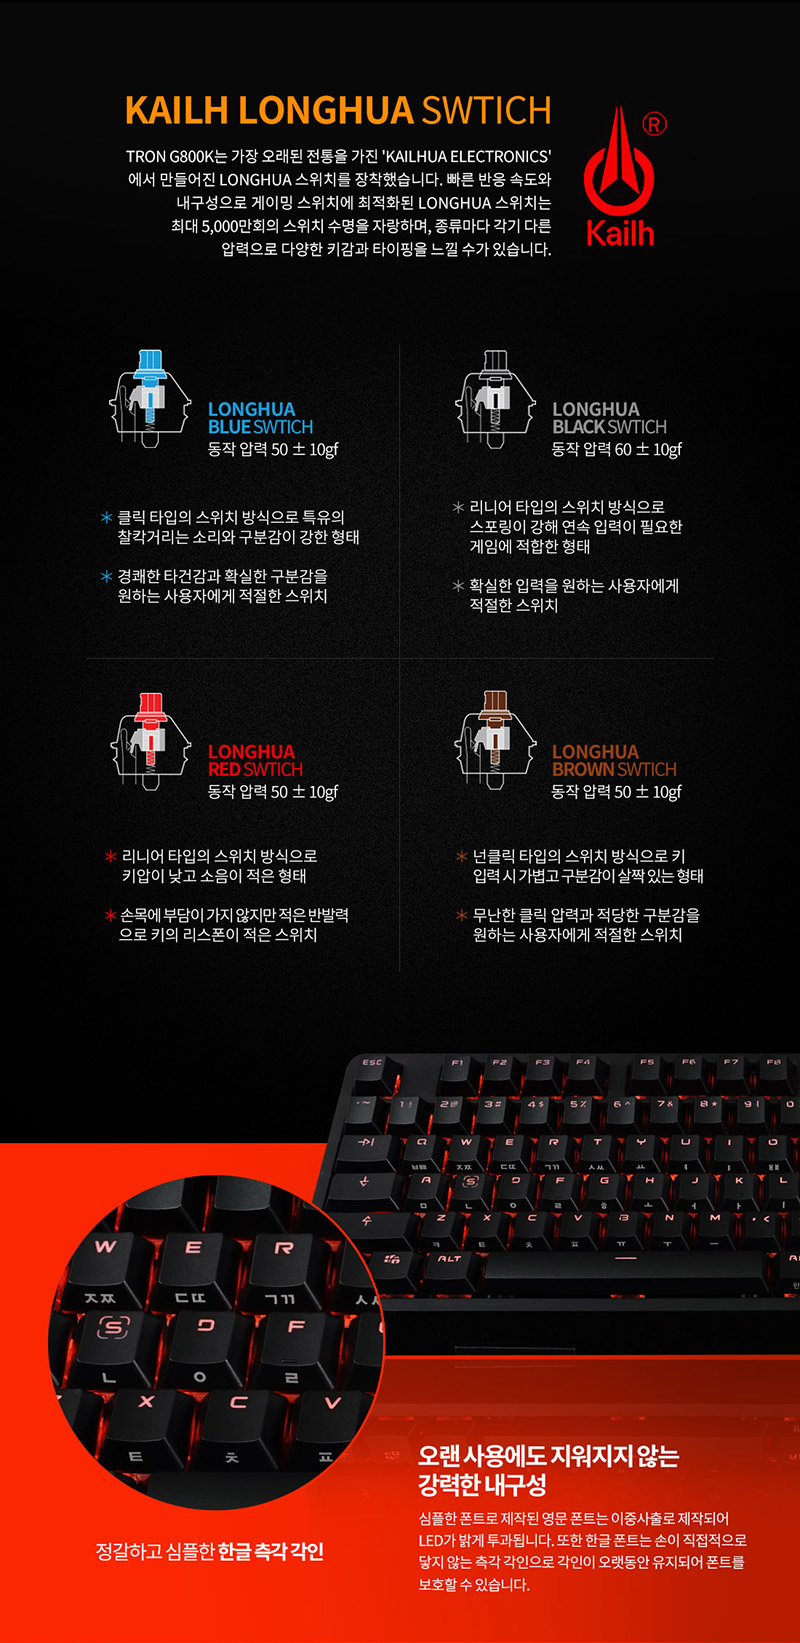 KAILH LONGHUA SWTICH
TRON G800K는 가장 오래된 전통을 가진 'KAILHUA ELECTRONICS'
에서 만들어진 LONGHUA 스위치를 장착했습니다. 빠른 반응 속도와
내구성으로 게이밍 스위치에 최적화된 LONGHUA 스위치는
최대 5,000만회의 스위치 수명을 자랑하며, 종류마다 각기 다른
압력으로 다양한 키감과 타이핑을 느낄 수가 있습니다.
®
Kailh
LONGHUA
BLUE SWTICH
동작 압력 50 ± 10gf
* 클릭 타입의 스위치 방식으로 특유의
찰칵거리는 소리와 구분감이 강한 형태
* 경쾌한 타건감과 확실한 구분감을
원하는 사용자에게 적절한 스위치
LONGHUA
BLACK SWTICH
동작 압력 60 ± 10gf
* 리니어 타입의 스위치 방식으로
스포링이 강해 연속 입력이 필요한
게임에 적합한 형태
* 확실한 입력을 원하는 사용자에게
적절한 스위치
LONGHUA
RED SWTICH
동작 압력 50 ± 10gf
* 리니어 타입의 스위치 방식으로
키압이 낮고 소음이 적은 형태
* 손목에 부담이 가지 않지만 적은 반발력
으로 키의 리스폰이 적은 스위치
LONGHUA
BROWN SWTICH
동작 압력 50 ± 10gf
* 넌클릭 타입의 스위치 방식으로 키
입력 시 가볍고 구분감이 살짝 있는 형태
* 무난한 클릭 압력과 적당한 구분감을
원하는 사용자에게 적절한 스위치
ESC F1 F2 F3 F4 F5 F6 F7 F8
Q W E R T Y U I O
A S D F G H J K L
Z X C V B N M
ALT
W E R
ㅈㅉ ㄷㄸ ㄱㄲ
S D F
ㄴ ㅇ ㄹ
X C V
ㅌ ㅊ ㅍ
정갈하고 심플한 한글 측각 각인
오랜 사용에도 지워지지 않는
강력한 내구성
심플한 폰트로 제작된 영문 폰트는 이중사출로 제작되어
LED가 밝게 투과됩니다. 또한 한글 폰트는 손이 직접적으로
닿지 않는 측각 각인으로 각인이 오랫동안 유지되어 폰트를
보호할 수 있습니다.